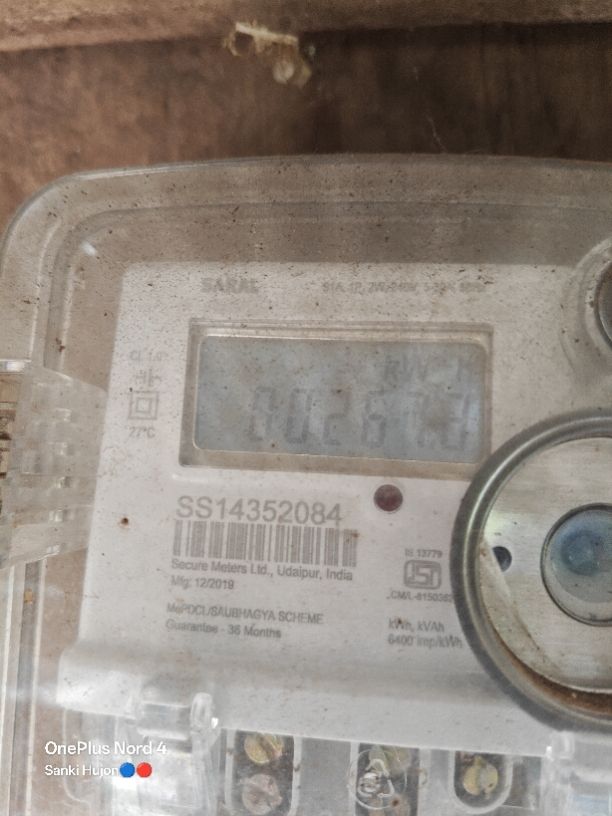 SARAL
CL 1.0
kW h
27°C
SS14352084
Secure Meters Ltd., Udaipur, India
Mfg: 12/2019
IS 13779
MePDCL/SAUBHAGYA SCHEME
Guarantee - 36 Months
kWh, kVAh
6400 imp/kWh
OnePlus Nord 4
Sanki Hujon🔵🔴